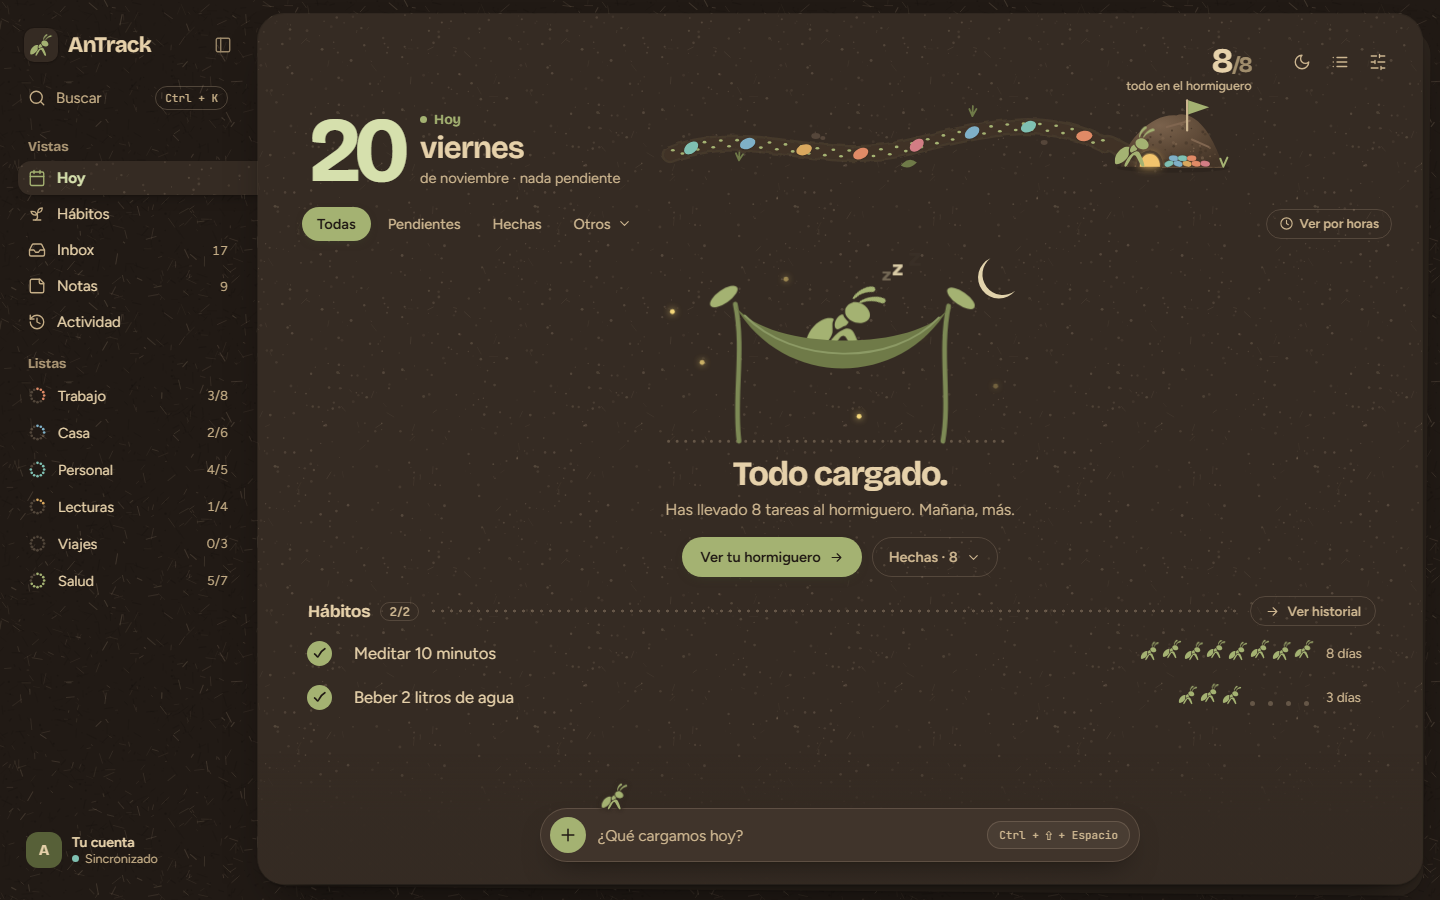 AnTrack
Buscar
Ctrl + K
Vistas
Hoy
Hábitos
Inbox 17
Notas 9
Actividad
Listas
Trabajo 3/8
Casa 2/6
Personal 4/5
Lecturas 1/4
Viajes 0/3
Salud 5/7
A
Tu cuenta
Sincronizado
8/8
todo en el hormiguero
20
Hoy
viernes
de noviembre · nada pendiente
Todas Pendientes Hechas Otros
Ver por horas
z z
Todo cargado.
Has llevado 8 tareas al hormiguero. Mañana, más.
Ver tu hormiguero →
Hechas · 8
Hábitos 2/2
→ Ver historial
Meditar 10 minutos 8 días
Beber 2 litros de agua 3 días
¿Qué cargamos hoy?
Ctrl + ⇧ + Espacio